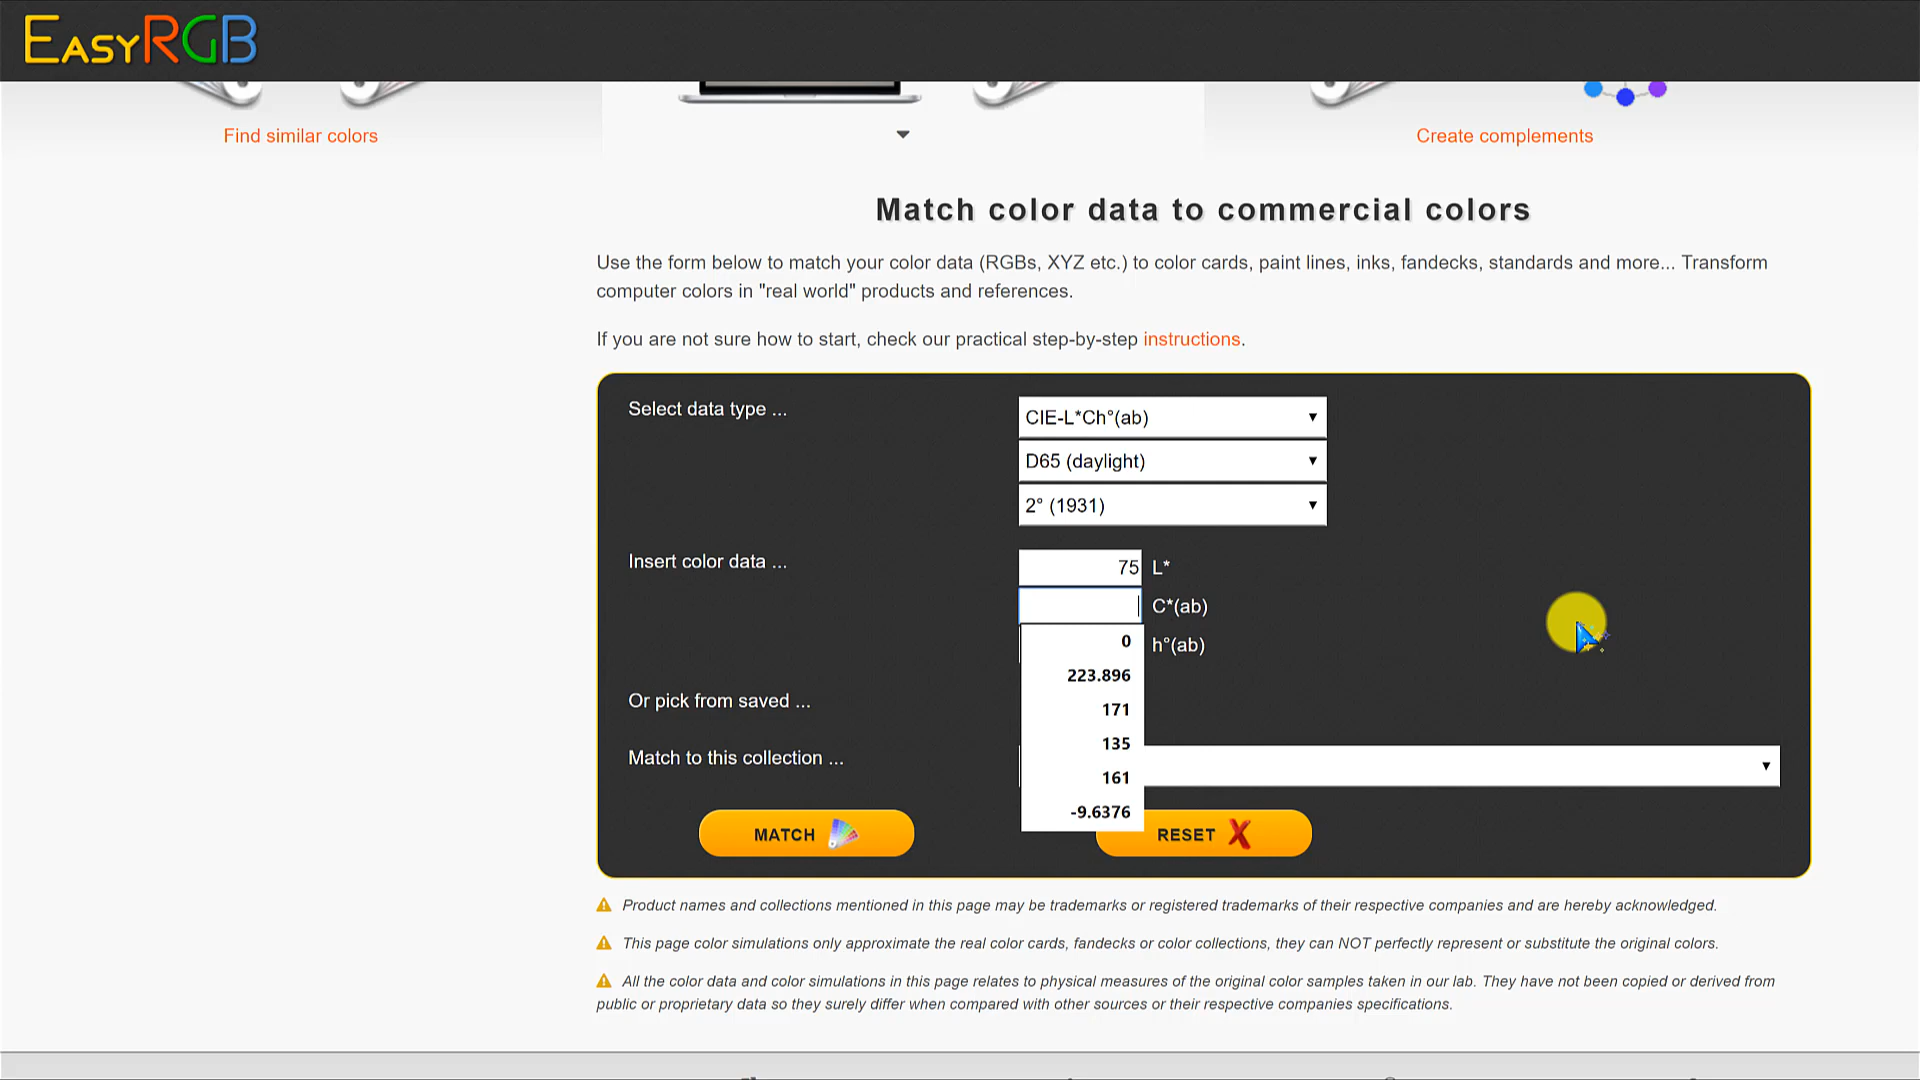 EasyRGB
Find similar colors
Create complements
Match color data to commercial colors
Use the form below to match your color data (RGBs, XYZ etc.) to color cards, paint lines, inks, fandecks, standards and more... Transform
computer colors in "real world" products and references.
If you are not sure how to start, check our practical step-by-step instructions.
Select data type ...
CIE-L*Ch°(ab)
D65 (daylight)
2° (1931)
Insert color data ...
75 L*
C*(ab)
0
h°(ab)
223.896
Or pick from saved ...
171
135
Match to this collection ...
161
-9.6376
MATCH
RESET
Product names and collections mentioned in this page may be trademarks or registered trademarks of their respective companies and are hereby acknowledged.
This page color simulations only approximate the real color cards, fandecks or color collections, they can NOT perfectly represent or substitute the original colors.
All the color data and color simulations in this page relates to physical measures of the original color samples taken in our lab. They have not been copied or derived from
public or proprietary data so they surely differ when compared with other sources or their respective companies specifications.